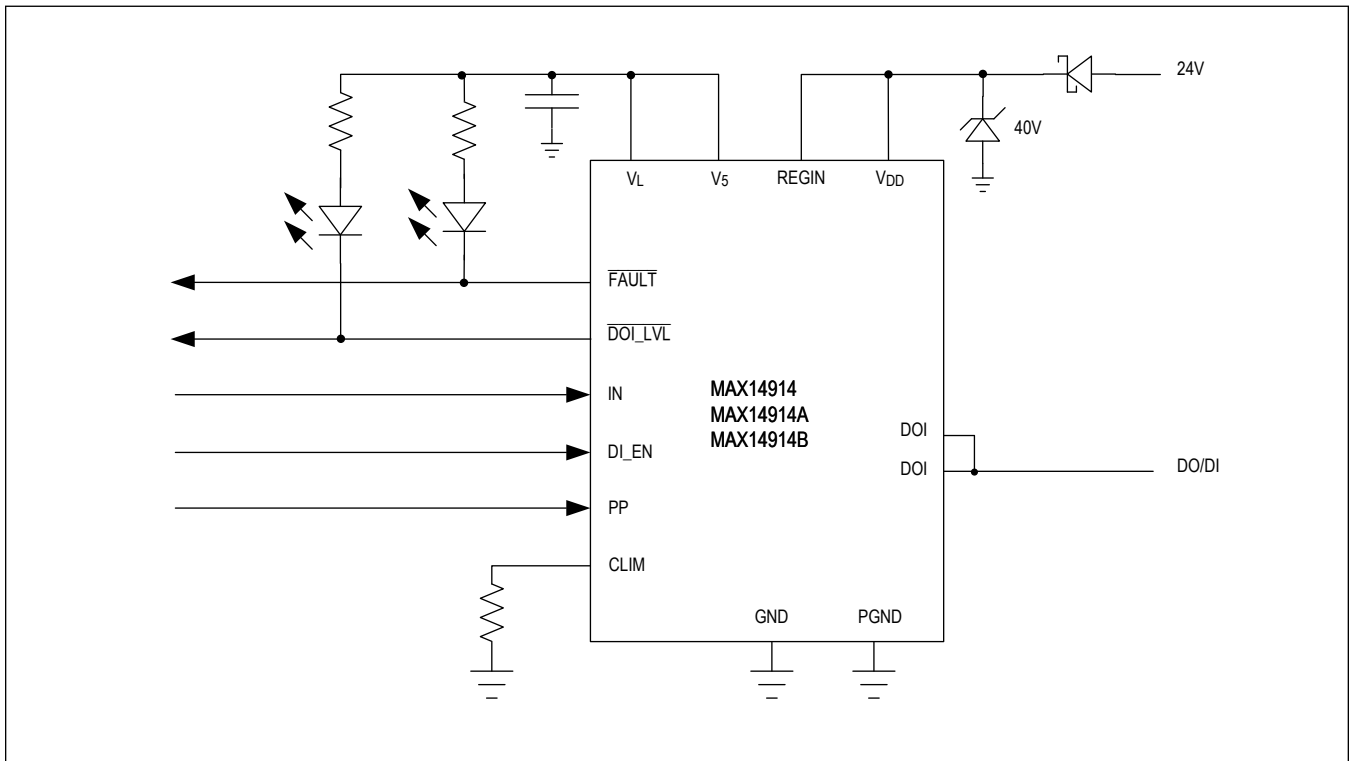 24V
40V
VL V5 REGIN VDD
FAULT
DOI_LVL
IN
MAX14914
MAX14914A
MAX14914B
DI_EN
DOI
DOI DO/DI
PP
CLIM
GND PGND